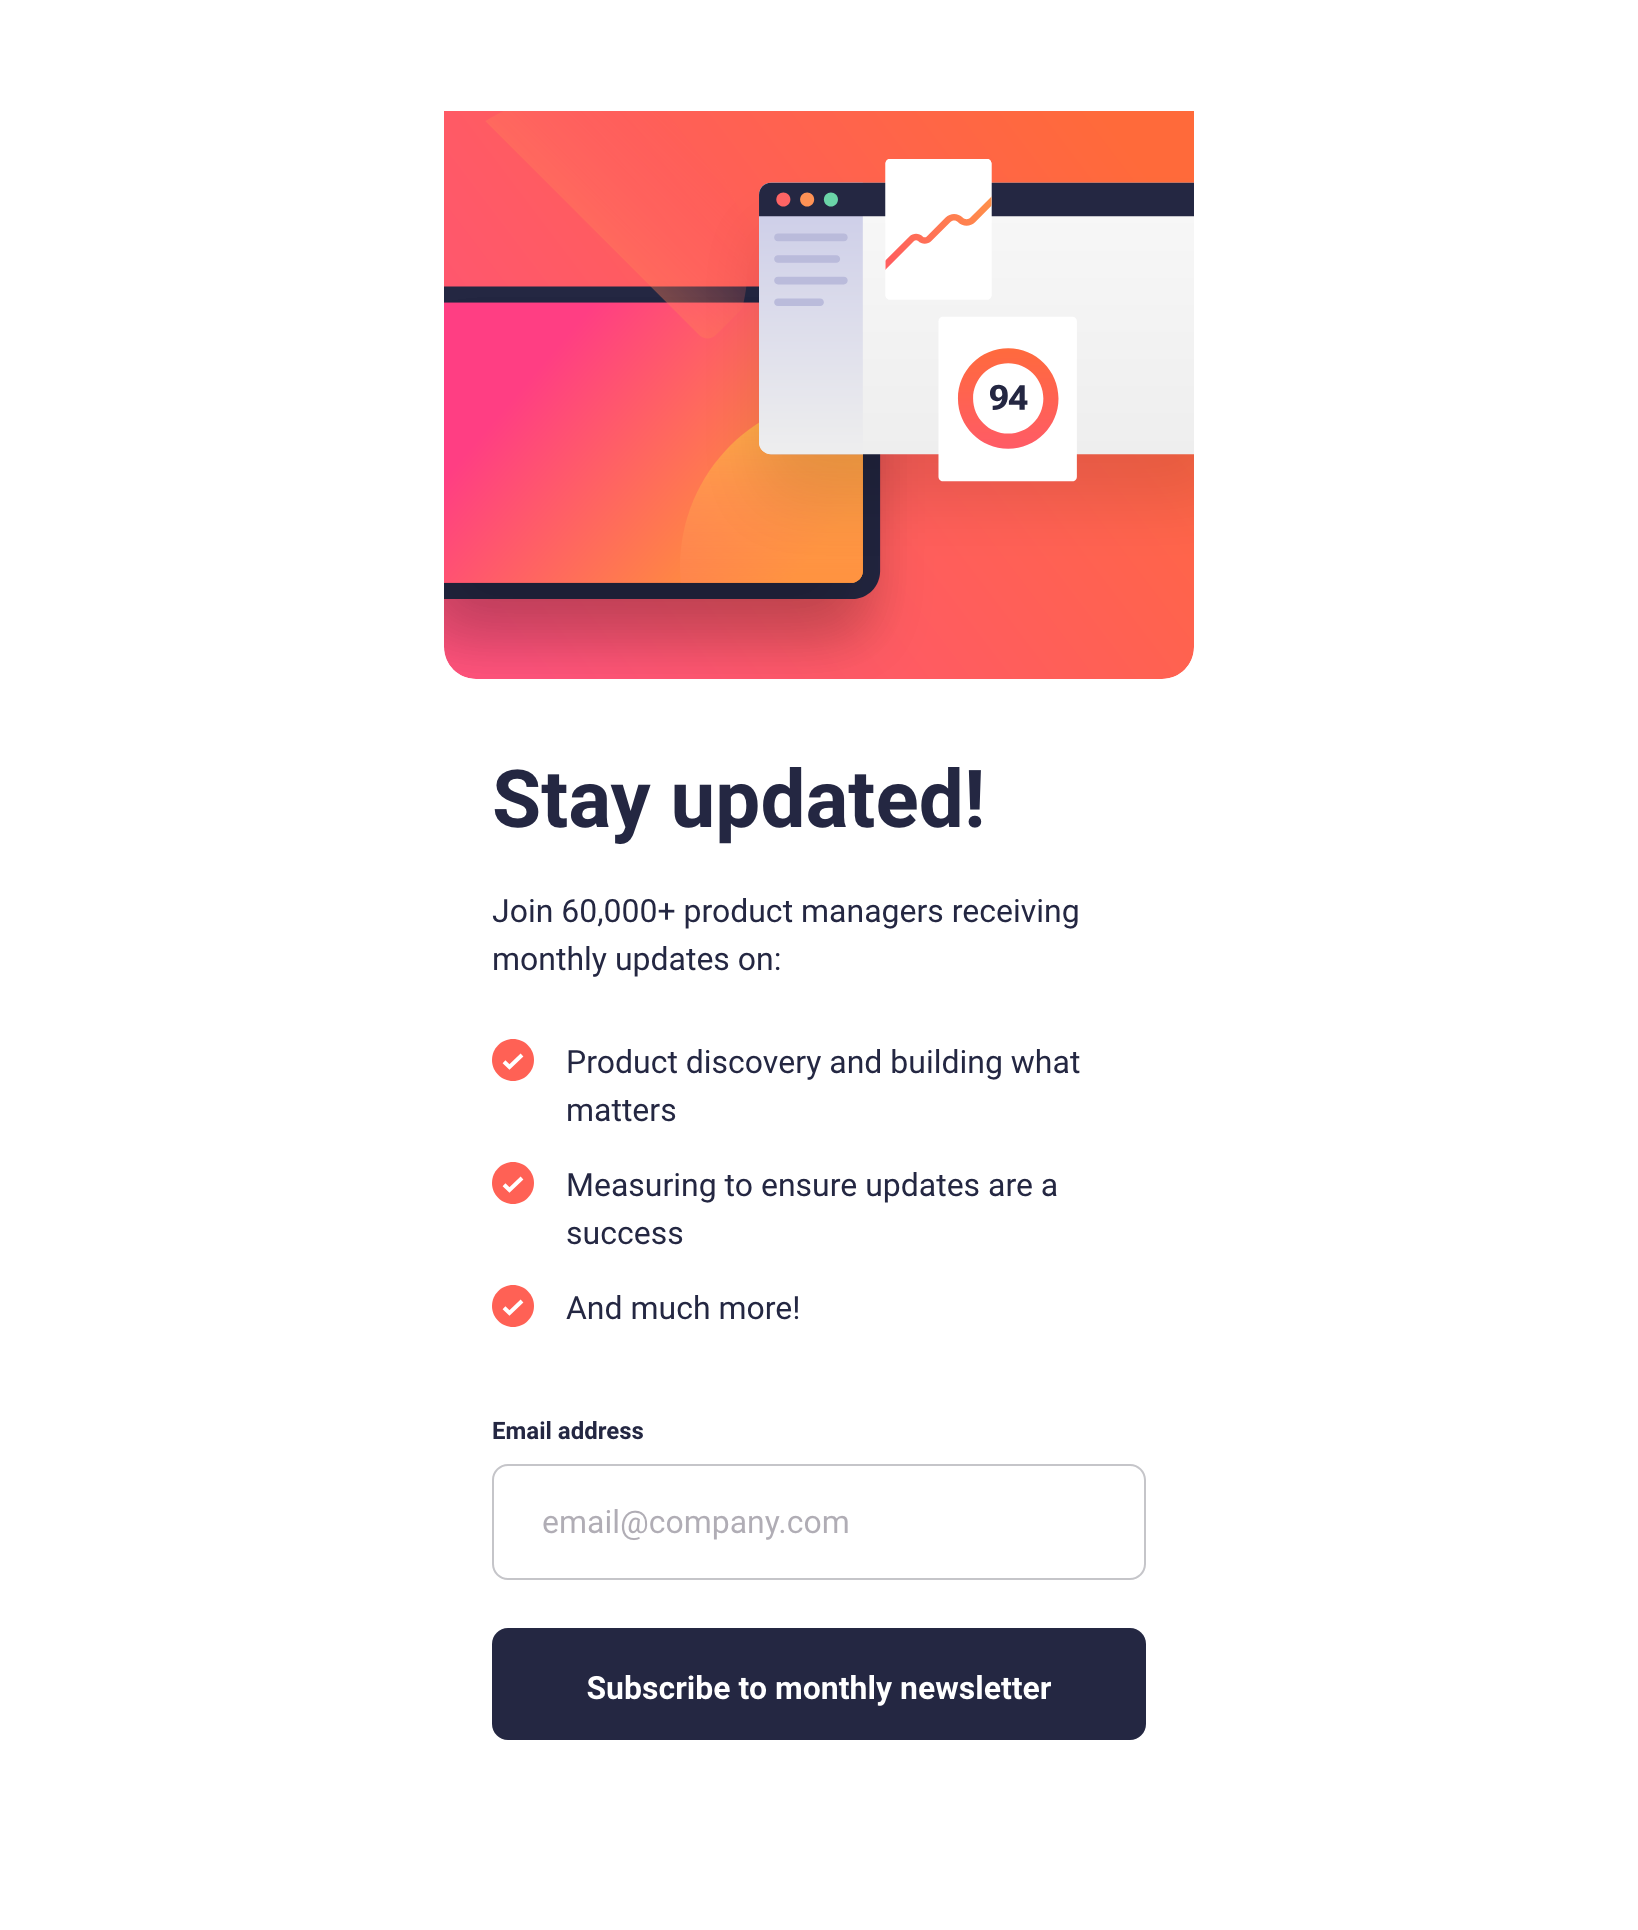 94
Stay updated!
Join 60,000+ product managers receiving
monthly updates on:
Product discovery and building what
matters
Measuring to ensure updates are a
success
And much more!
Email address
email@company.com
Subscribe to monthly newsletter